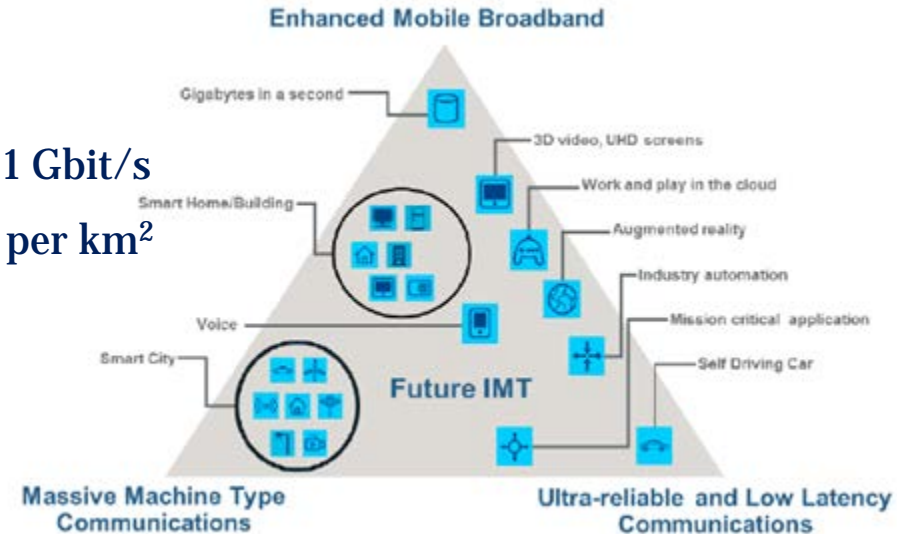 Enhanced Mobile Broadband
Gigabytes in a second
1 Gbit/s
per km²
3D video, UHD screens
Smart Home/Building
Work and play in the cloud
Augmented reality
Industry automation
Voice
Mission critical application
Smart City
Self Driving Car
Future IMT
Massive Machine Type
Communications
Ultra-reliable and Low Latency
Communications